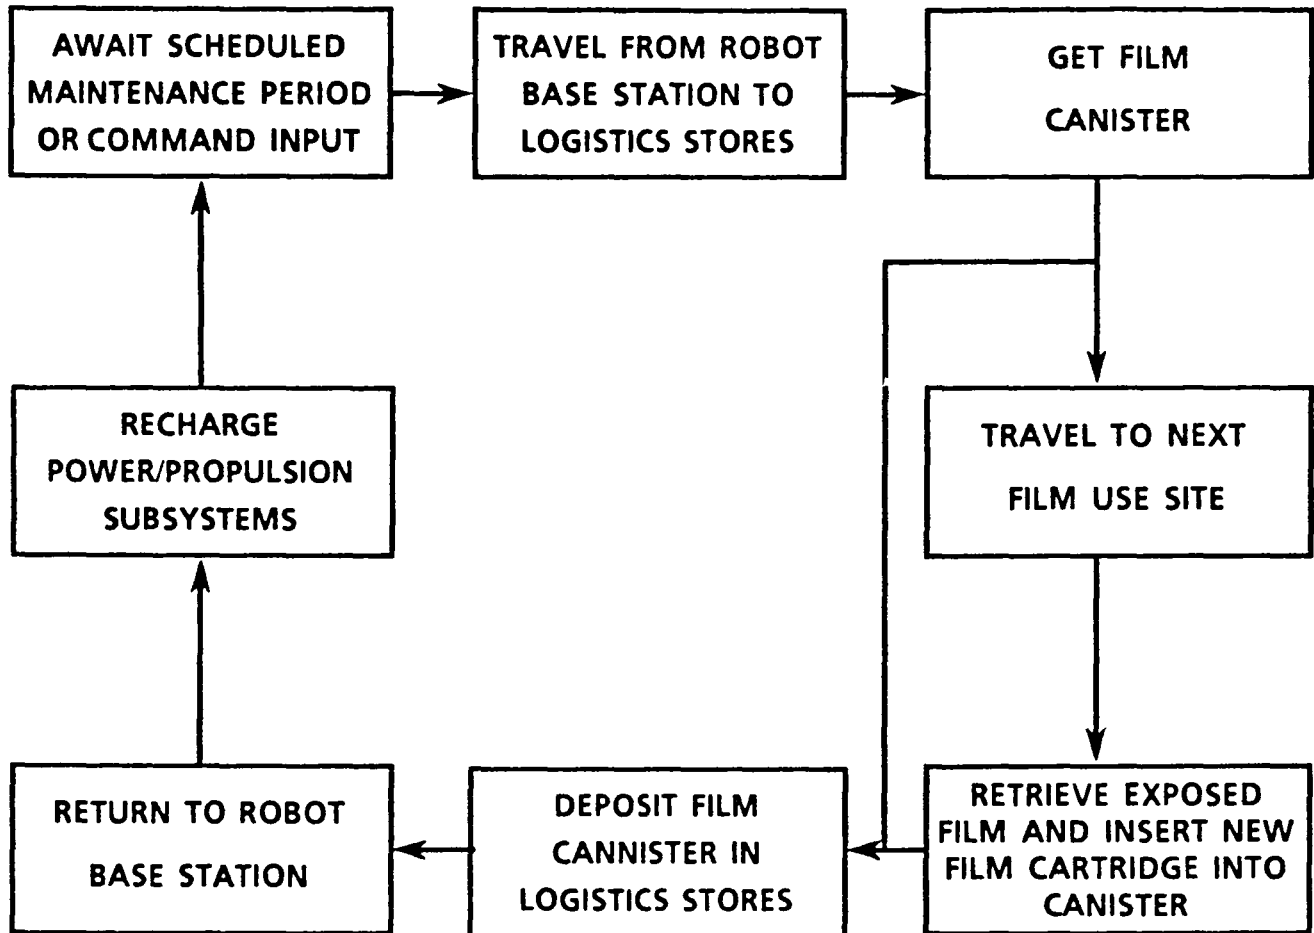 AWAIT SCHEDULED
MAINTENANCE PERIOD
OR COMMAND INPUT
TRAVEL FROM ROBOT
BASE STATION TO
LOGISTICS STORES
GET FILM
CANISTER
TRAVEL TO NEXT
FILM USE SITE
RETRIEVE EXPOSED
FILM AND INSERT NEW
FILM CARTRIDGE INTO
CANISTER
DEPOSIT FILM
CANNISTER IN
LOGISTICS STORES
RETURN TO ROBOT
BASE STATION
RECHARGE
POWER/PROPULSION
SUBSYSTEMS